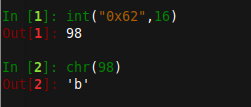 In [1]: int("0x62",16)
Out[1]: 98
In [2]: chr(98)
Out[2]: 'b'